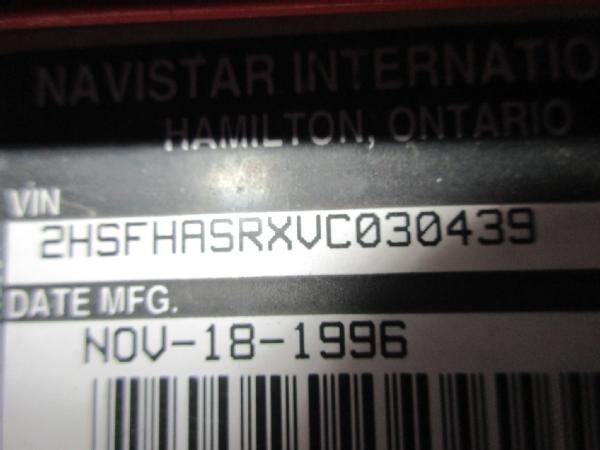 NAVISTAR INTERNATIO
HAMILTON, ONTARIO
VIN
2HSFHASRXVC030439
DATE MFG.
NOV-18-1996